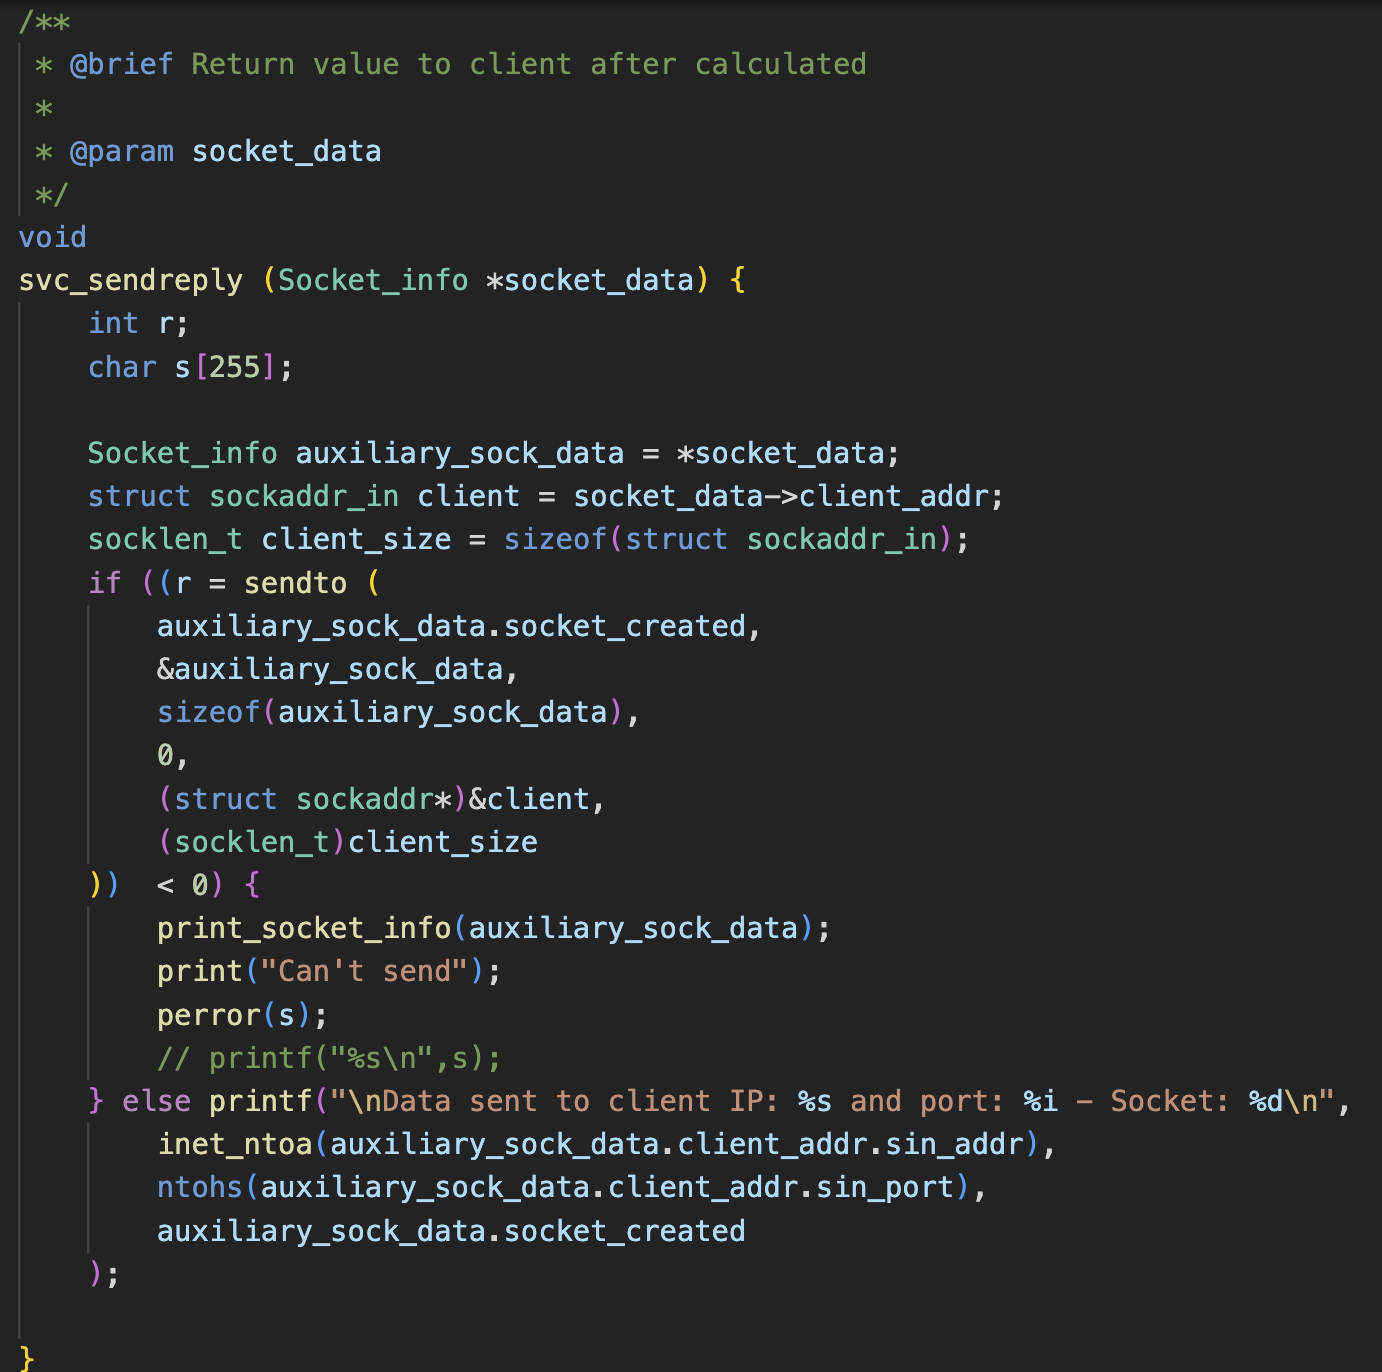 /**
 * @brief Return value to client after calculated
 *
 * @param socket_data
 */
void
svc_sendreply (Socket_info *socket_data) {
    int r;
    char s[255];

    Socket_info auxiliary_sock_data = *socket_data;
    struct sockaddr_in client = socket_data->client_addr;
    socklen_t client_size = sizeof(struct sockaddr_in);
    if ((r = sendto (
        auxiliary_sock_data.socket_created,
        &auxiliary_sock_data,
        sizeof(auxiliary_sock_data),
        0,
        (struct sockaddr*)&client,
        (socklen_t)client_size
    ))  < 0) {
        print_socket_info(auxiliary_sock_data);
        print("Can't send");
        perror(s);
        // printf("%s\n",s);
    } else printf("\nData sent to client IP: %s and port: %i - Socket: %d\n",
        inet_ntoa(auxiliary_sock_data.client_addr.sin_addr),
        ntohs(auxiliary_sock_data.client_addr.sin_port),
        auxiliary_sock_data.socket_created
    );

}